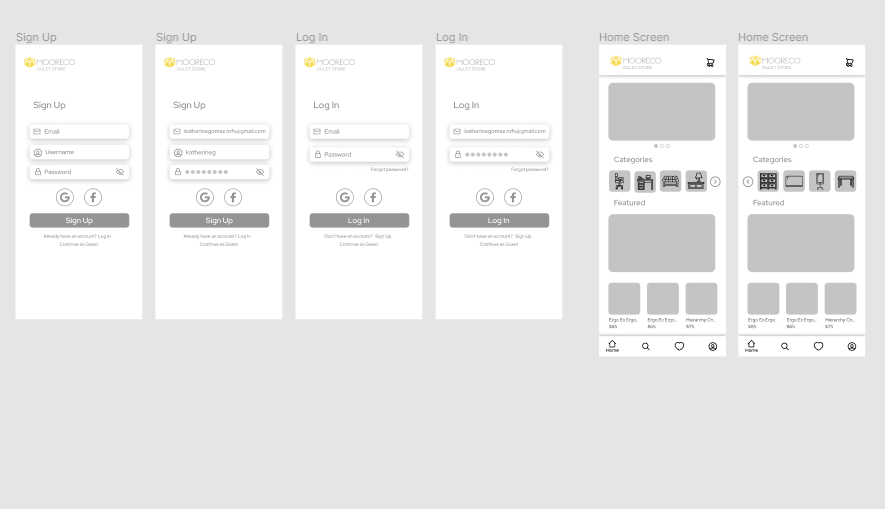 Sign Up
MOORECO
OULET STORE
Sign Up
Email
Username
Password
Sign Up
Already have an account? Log In
Continue as Guest
Sign Up
MOORECO
OULET STORE
Sign Up
katherinegomez.mfs@gmail.com
katherineg
Sign Up
Already have an account? Log In
Continue as Guest
Log In
MOORECO
OULET STORE
Log In
Email
Password
Forgot password?
Log In
Don't have an account? Sign Up
Continue as Guest
Log In
MOORECO
OULET STORE
Log In
katherinegomez.mfs@gmail.com
Forgot password?
Log In
Don't have an account? Sign Up
Continue as Guest
Home Screen
MOORECO
OULET STORE
Categories
Featured
Ergo Ex Ergo... Ergo Ex Ergo... Hierarchy Ch...
$85 $65 $75
Home
Home Screen
MOORECO
OULET STORE
Categories
Featured
Ergo Ex Ergo... Ergo Ex Ergo... Hierarchy Ch...
$85 $65 $75
Home